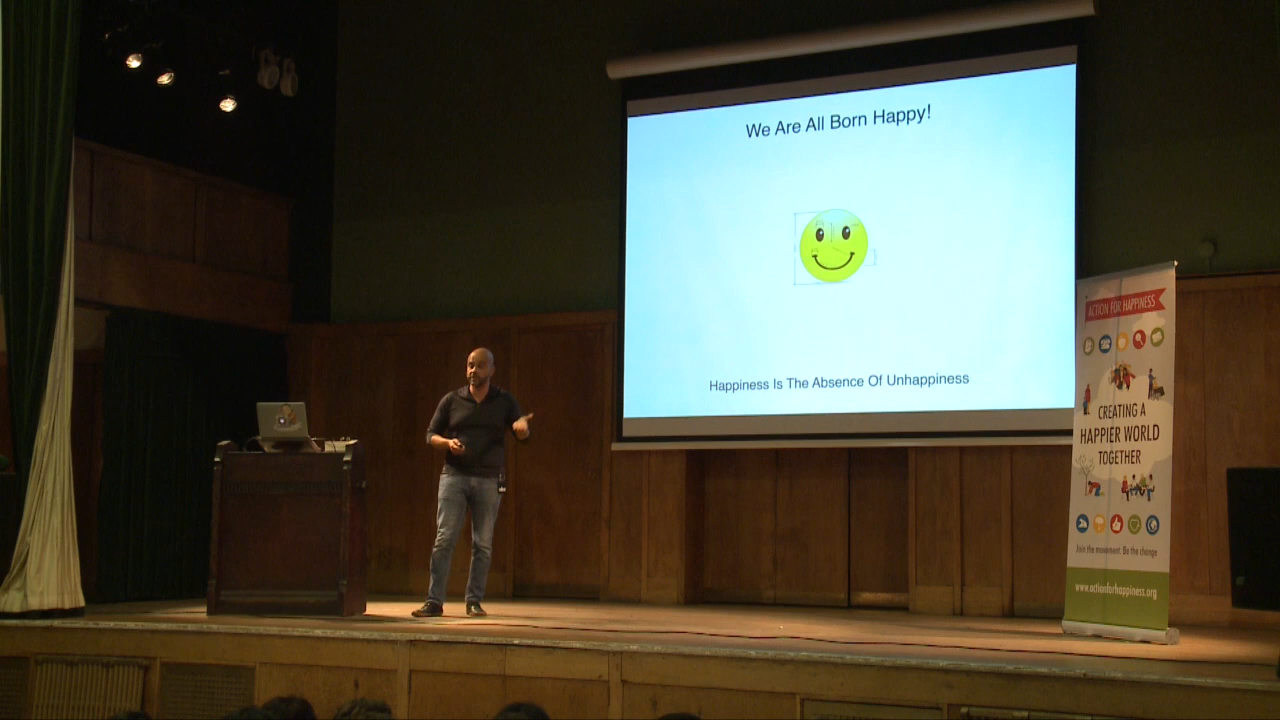 We Are All Born Happy!
Happiness Is The Absence Of Unhappiness
ACTION FOR HAPPINESS
CREATING A
HAPPIER WORLD
TOGETHER
Join the movement. Be the change
www.actionforhappiness.org